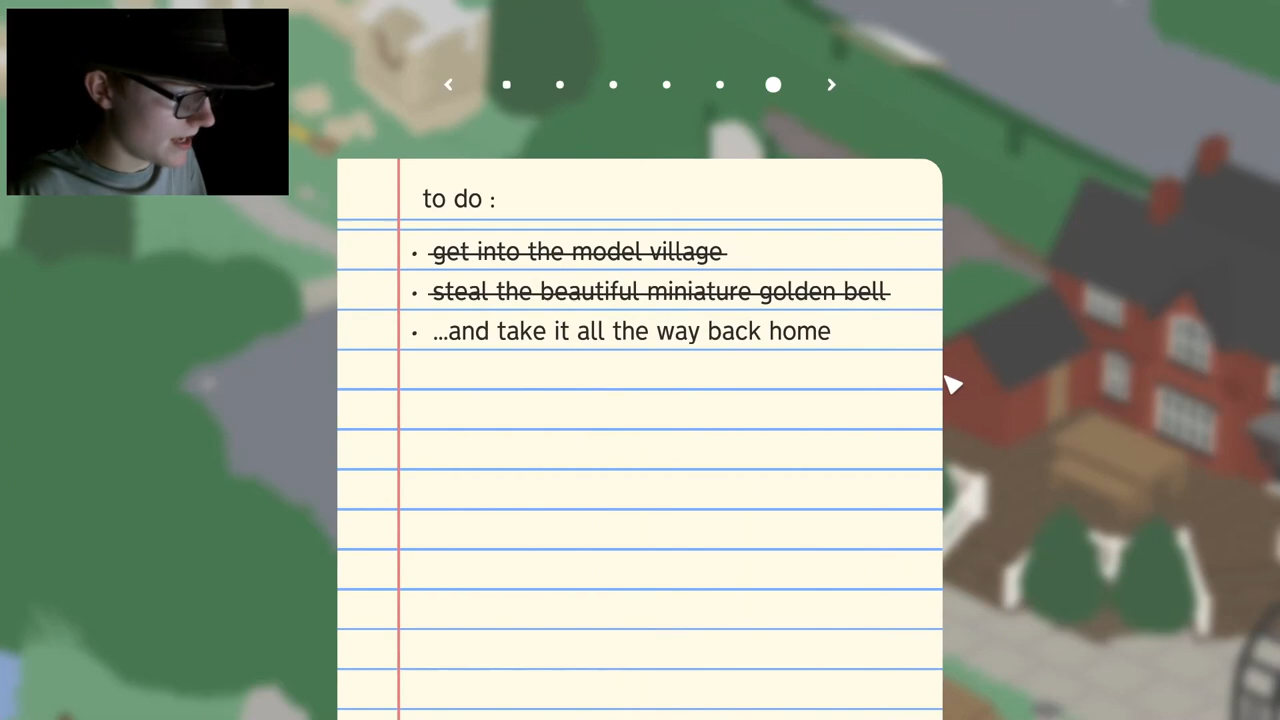 to do :
· get into the model village
· steal the beautiful miniature golden bell
· ...and take it all the way back home